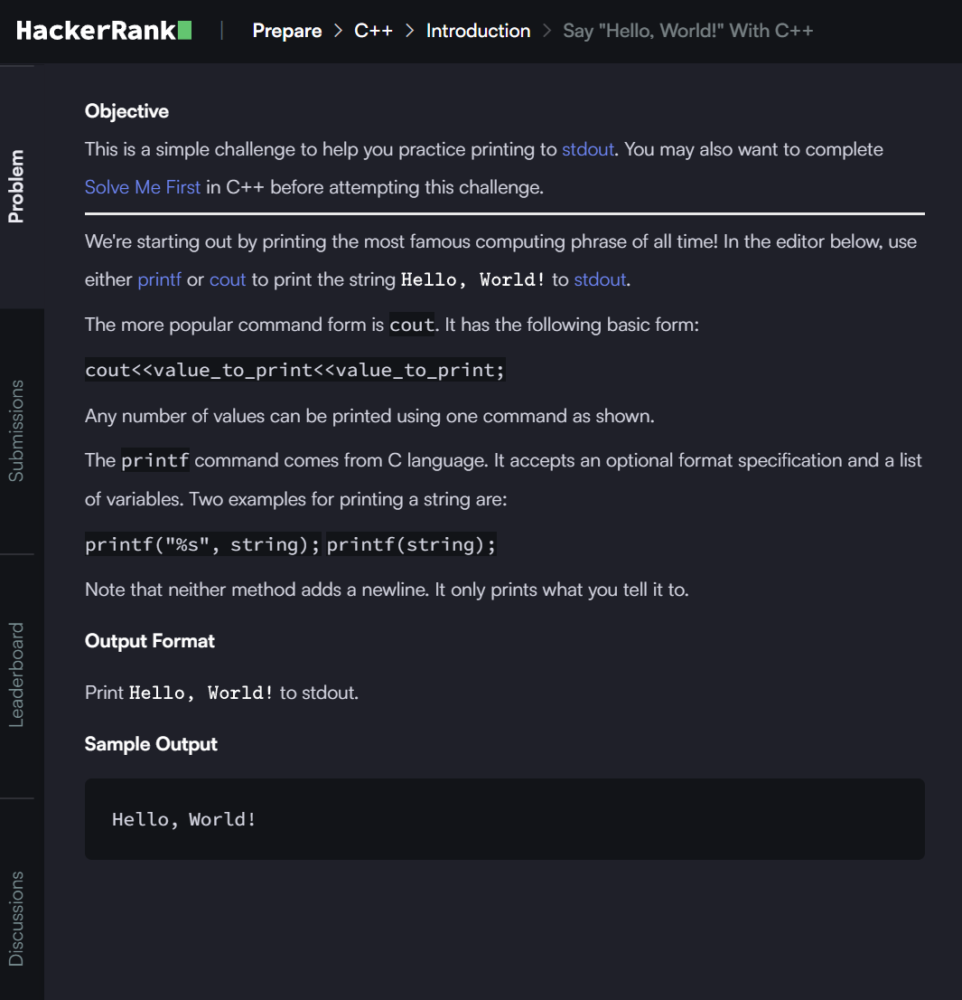 HackerRank | Prepare > C++ > Introduction > Say "Hello, World!" With C++
Problem
Submissions
Leaderboard
Discussions
Objective
This is a simple challenge to help you practice printing to stdout. You may also want to complete
Solve Me First in C++ before attempting this challenge.
We're starting out by printing the most famous computing phrase of all time! In the editor below, use
either printf or cout to print the string Hello, World! to stdout.
The more popular command form is cout. It has the following basic form:
cout<<value_to_print<<value_to_print;
Any number of values can be printed using one command as shown.
The printf command comes from C language. It accepts an optional format specification and a list
of variables. Two examples for printing a string are:
printf("%s", string); printf(string);
Note that neither method adds a newline. It only prints what you tell it to.
Output Format
Print Hello, World! to stdout.
Sample Output
Hello, World!